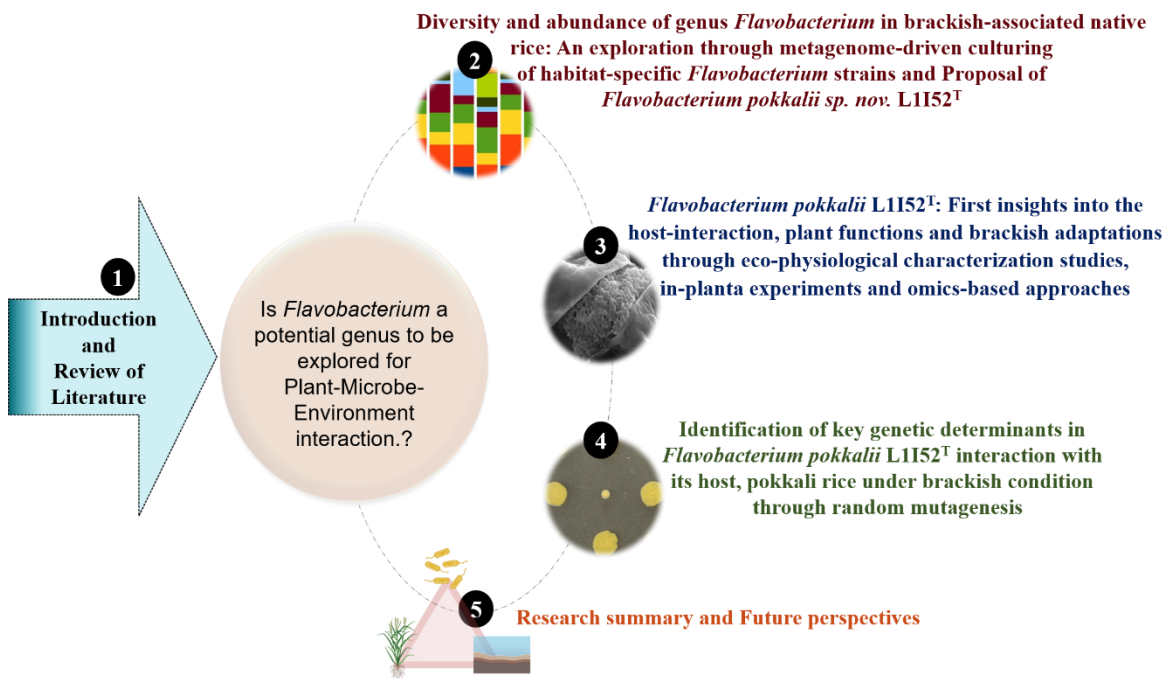 1
Introduction
and
Review of
Literature
Is Flavobacterium a
potential genus to be
explored for
Plant-Microbe-
Environment
interaction.?
2
Diversity and abundance of genus Flavobacterium in brackish-associated native
rice: An exploration through metagenome-driven culturing
of habitat-specific Flavobacterium strains and Proposal of
Flavobacterium pokkalii sp. nov. L1I52ᵀ
3
Flavobacterium pokkalii L1I52ᵀ: First insights into the
host-interaction, plant functions and brackish adaptations
through eco-physiological characterization studies,
in-planta experiments and omics-based approaches
4
Identification of key genetic determinants in
Flavobacterium pokkalii L1I52ᵀ interaction with
its host, pokkali rice under brackish condition
through random mutagenesis
5
Research summary and Future perspectives